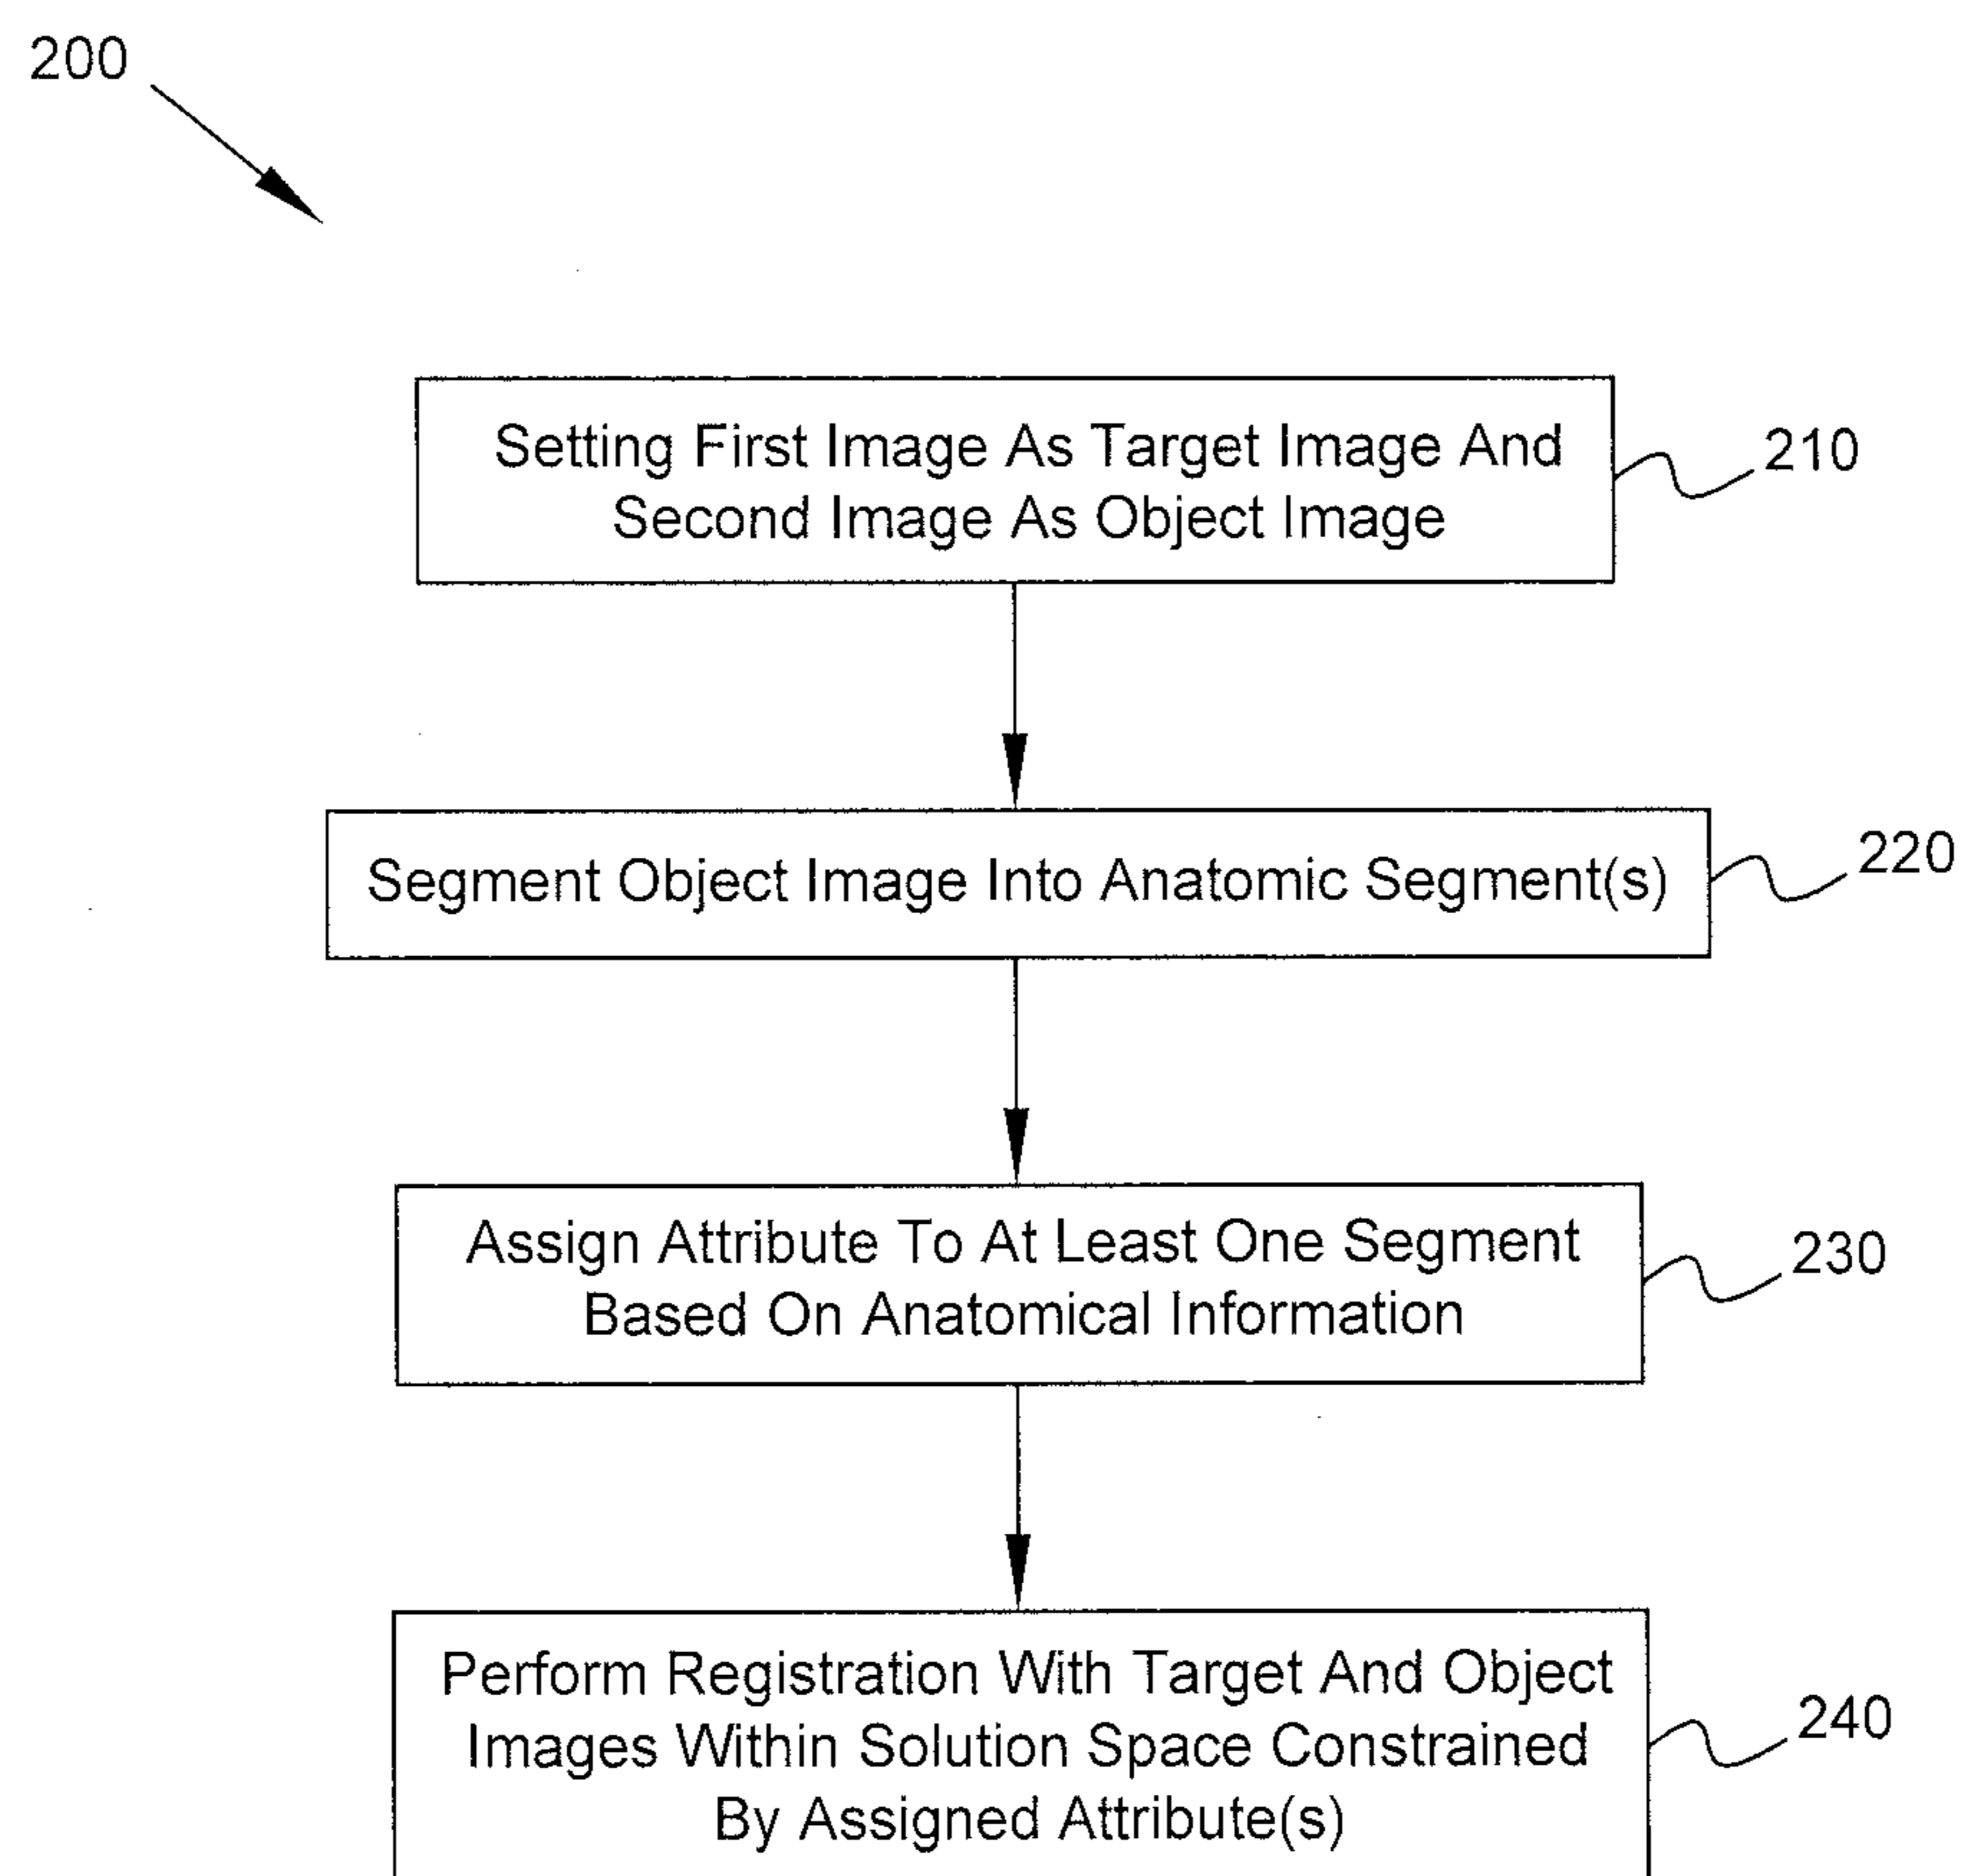 200
Setting First Image As Target Image And
Second Image As Object Image
210
Segment Object Image Into Anatomic Segment(s)
220
Assign Attribute To At Least One Segment
Based On Anatomical Information
230
Perform Registration With Target And Object
Images Within Solution Space Constrained
By Assigned Attribute(s)
240